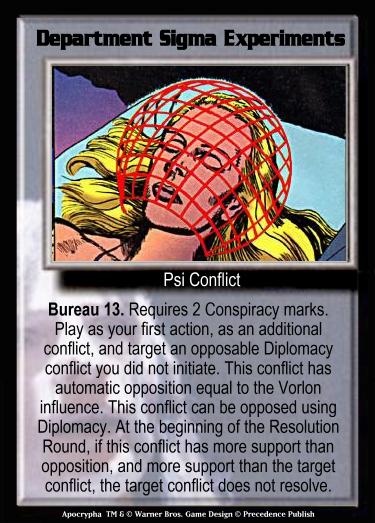 Department Sigma Experiments
Psi Conflict
Bureau 13. Requires 2 Conspiracy marks.
Play as your first action, as an additional
conflict, and target an opposable Diplomacy
conflict you did not initiate. This conflict has
automatic opposition equal to the Vorlon
influence. This conflict can be opposed using
Diplomacy. At the beginning of the Resolution
Round, if this conflict has more support than
opposition, and more support than the target
conflict, the target conflict does not resolve.
Apocrypha TM & © Warner Bros. Game Design © Precedence Publish